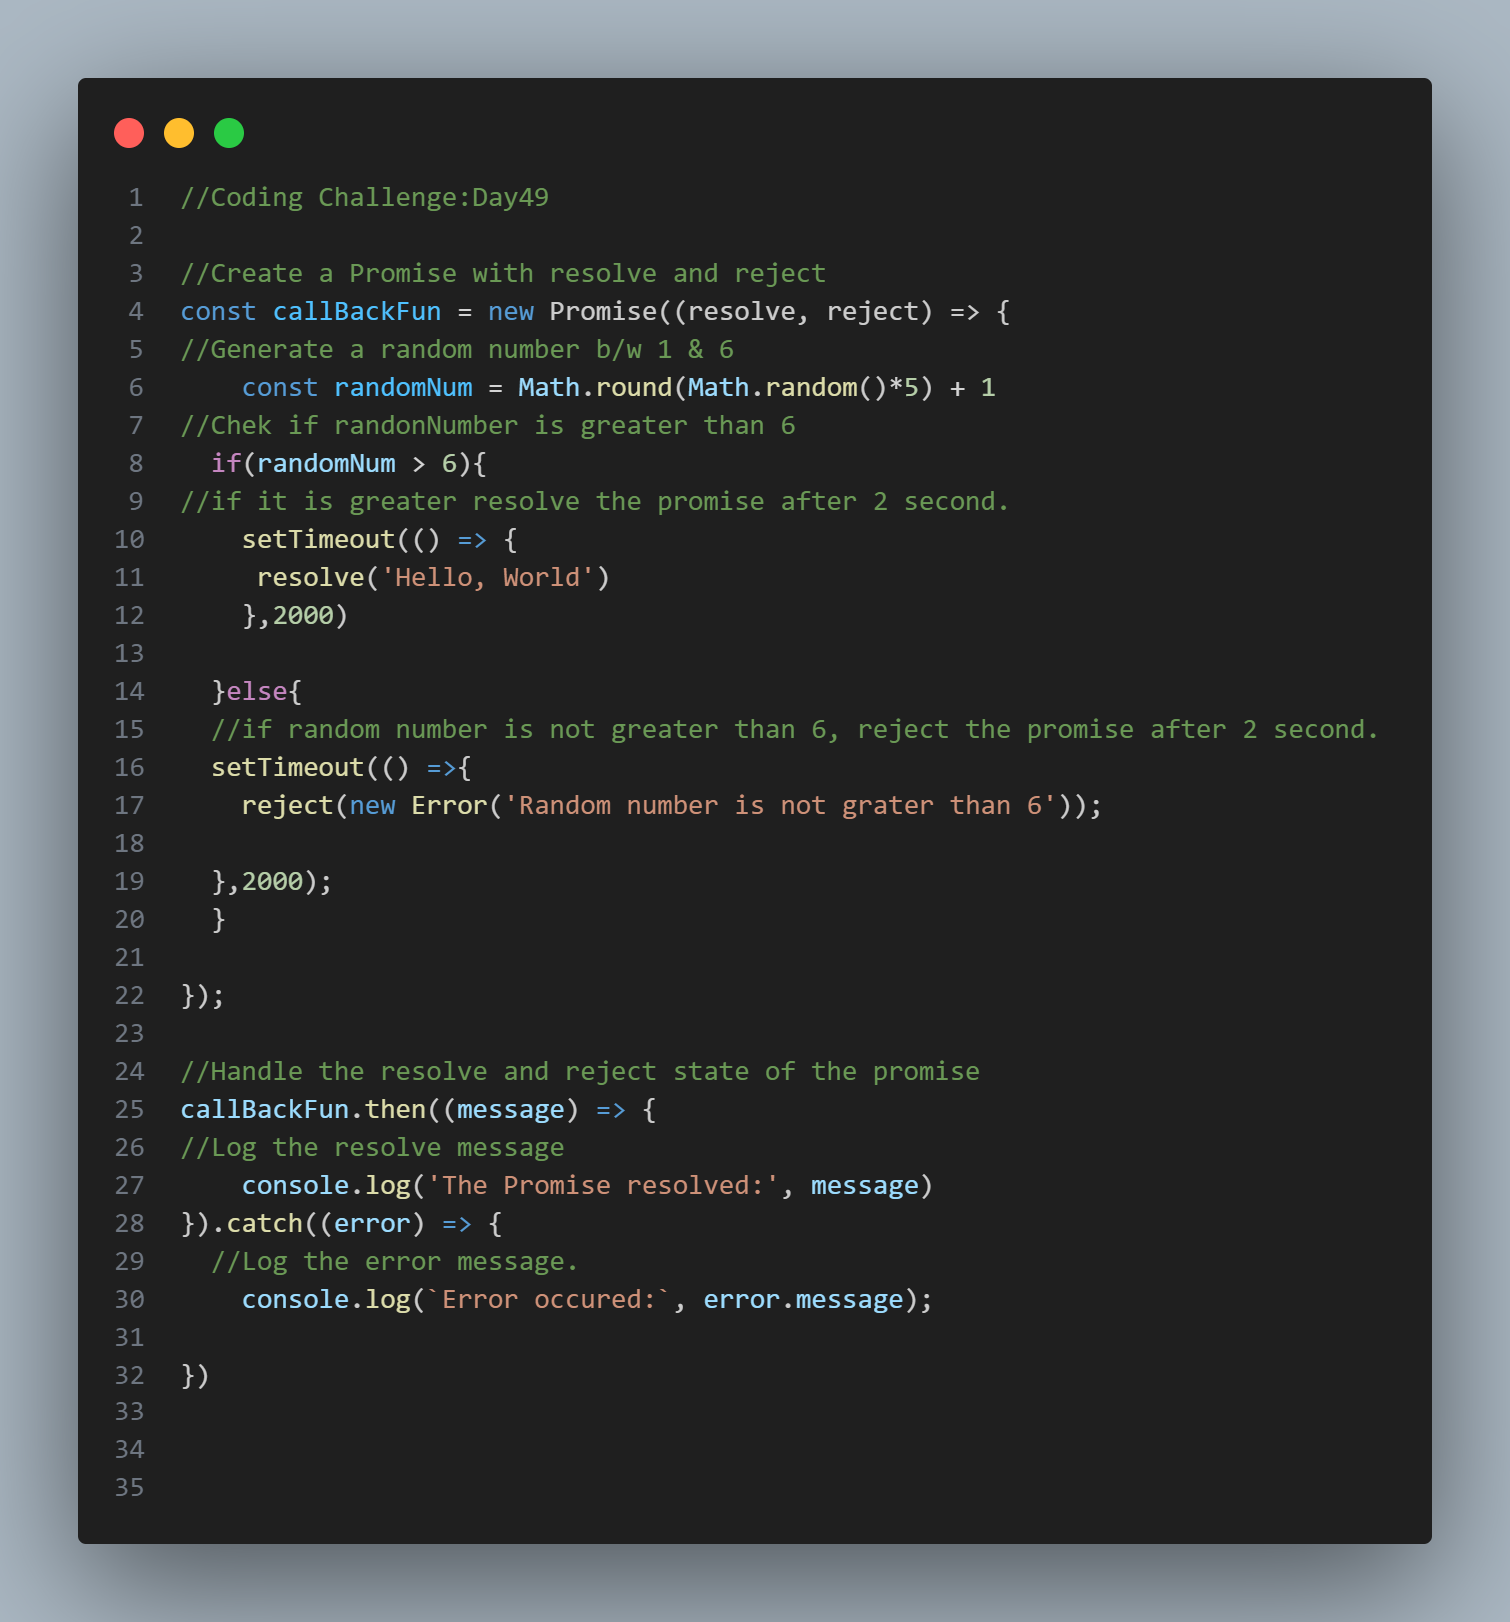 1 //Coding Challenge:Day49
2
3 //Create a Promise with resolve and reject
4 const callBackFun = new Promise((resolve, reject) => {
5 //Generate a random number b/w 1 & 6
6     const randomNum = Math.round(Math.random()*5) + 1
7 //Chek if randonNumber is greater than 6
8   if(randomNum > 6){
9 //if it is greater resolve the promise after 2 second.
10     setTimeout(() => {
11      resolve('Hello, World')
12     },2000)
13
14   }else{
15   //if random number is not greater than 6, reject the promise after 2 second.
16   setTimeout(() =>{
17     reject(new Error('Random number is not grater than 6'));
18
19   },2000);
20   }
21
22 });
23
24 //Handle the resolve and reject state of the promise
25 callBackFun.then((message) => {
26 //Log the resolve message
27     console.log('The Promise resolved:', message)
28 }).catch((error) => {
29   //Log the error message.
30     console.log(`Error occured:`, error.message);
31
32 })
33
34
35